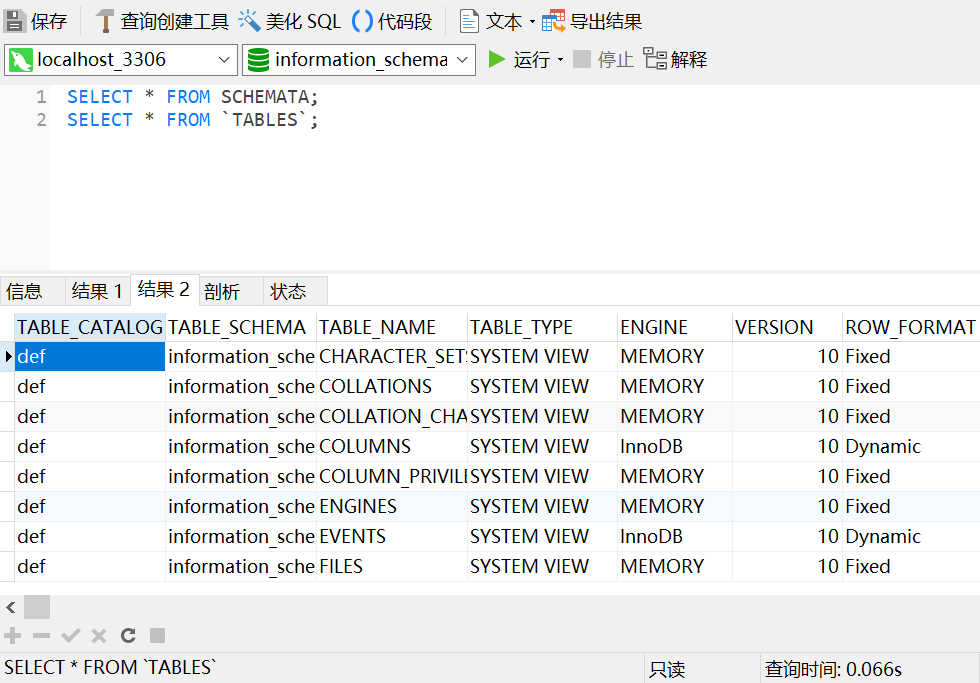 保存 查询创建工具 美化 SQL () 代码段 文本 导出结果
localhost_3306 information_schema 运行 停止 解释
1 SELECT * FROM SCHEMATA;
2 SELECT * FROM `TABLES`;
信息 结果 1 结果 2 剖析 状态
TABLE_CATALOG TABLE_SCHEMA TABLE_NAME TABLE_TYPE ENGINE VERSION ROW_FORMAT
def information_sche CHARACTER_SETS SYSTEM VIEW MEMORY 10 Fixed
def information_sche COLLATIONS SYSTEM VIEW MEMORY 10 Fixed
def information_sche COLLATION_CHA SYSTEM VIEW MEMORY 10 Fixed
def information_sche COLUMNS SYSTEM VIEW InnoDB 10 Dynamic
def information_sche COLUMN_PRIVIL SYSTEM VIEW MEMORY 10 Fixed
def information_sche ENGINES SYSTEM VIEW MEMORY 10 Fixed
def information_sche EVENTS SYSTEM VIEW InnoDB 10 Dynamic
def information_sche FILES SYSTEM VIEW MEMORY 10 Fixed
SELECT * FROM `TABLES` 只读 查询时间: 0.066s